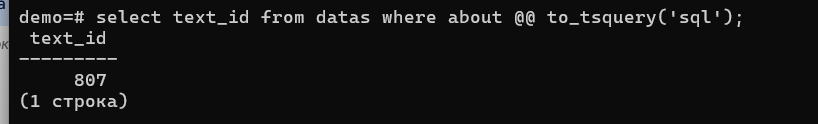 demo=# select text_id from datas where about @@ to_tsquery('sql');
text_id
---------
807
(1 строка)